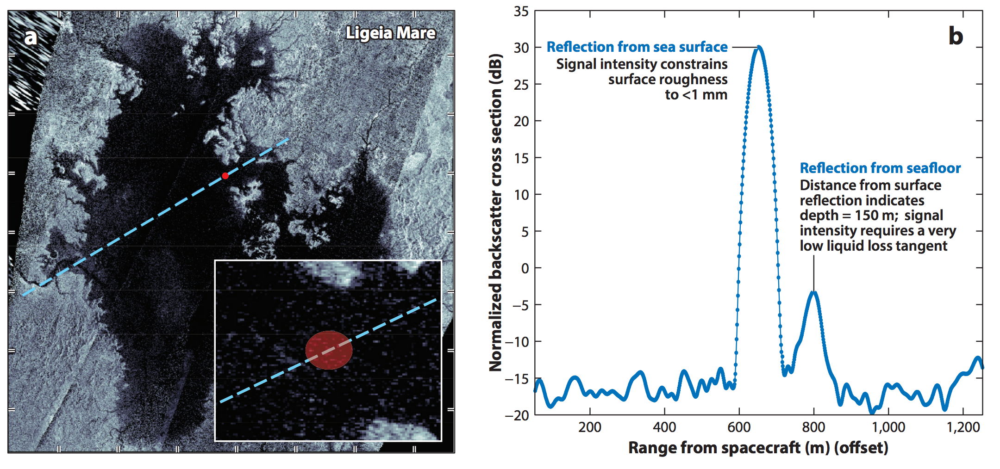 a
Ligeia Mare
b
Normalized backscatter cross section (dB)
35
30
25
20
15
10
5
0
−5
−10
−15
−20
Reflection from sea surface
Signal intensity constrains
surface roughness
to <1 mm
Reflection from seafloor
Distance from surface
reflection indicates
depth = 150 m; signal
intensity requires a very
low liquid loss tangent
200 400 600 800 1,000 1,200
Range from spacecraft (m) (offset)